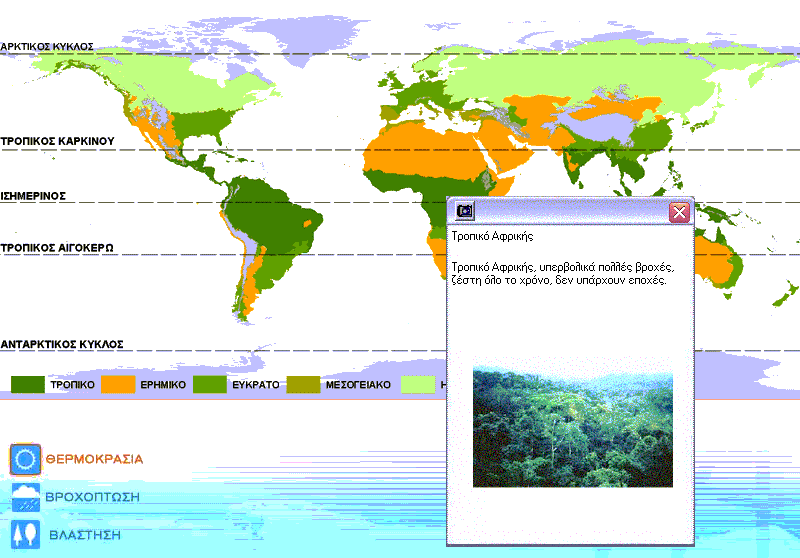 ΑΡΚΤΙΚΟΣ ΚΥΚΛΟΣ
ΤΡΟΠΙΚΟΣ ΚΑΡΚΙΝΟΥ
ΙΣΗΜΕΡΙΝΟΣ
ΤΡΟΠΙΚΟΣ ΑΙΓΟΚΕΡΩ
ΑΝΤΑΡΚΤΙΚΟΣ ΚΥΚΛΟΣ
Τροπικό Αφρικής
Τροπικό Αφρικής, υπερβολικά πολλές βροχές,
ζέστη όλο το χρόνο, δεν υπάρχουν εποχές.
ΤΡΟΠΙΚΟ ΕΡΗΜΙΚΟ ΕΥΚΡΑΤΟ ΜΕΣΟΓΕΙΑΚΟ
ΘΕΡΜΟΚΡΑΣΙΑ
ΒΡΟΧΟΠΤΩΣΗ
ΒΛΑΣΤΗΣΗ